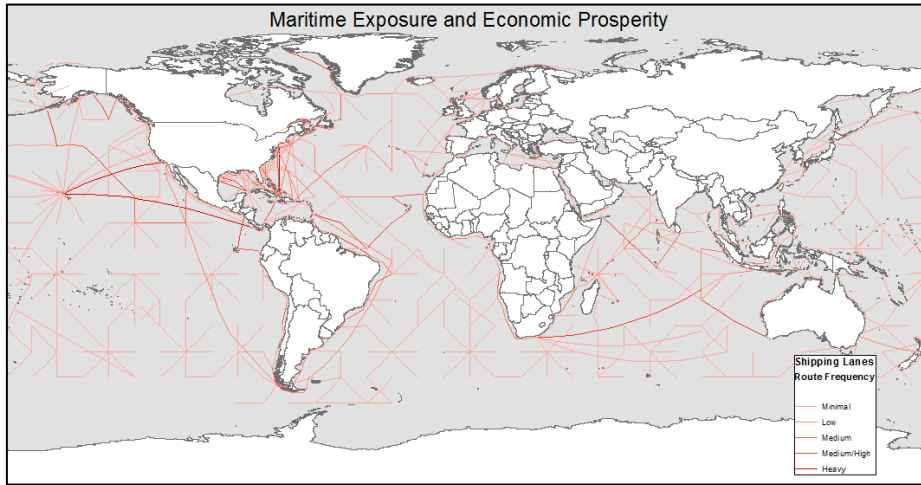 Maritime Exposure and Economic Prosperity
Shipping Lanes
Route Frequency
Minimal
Low
Medium
Medium/High
Heavy